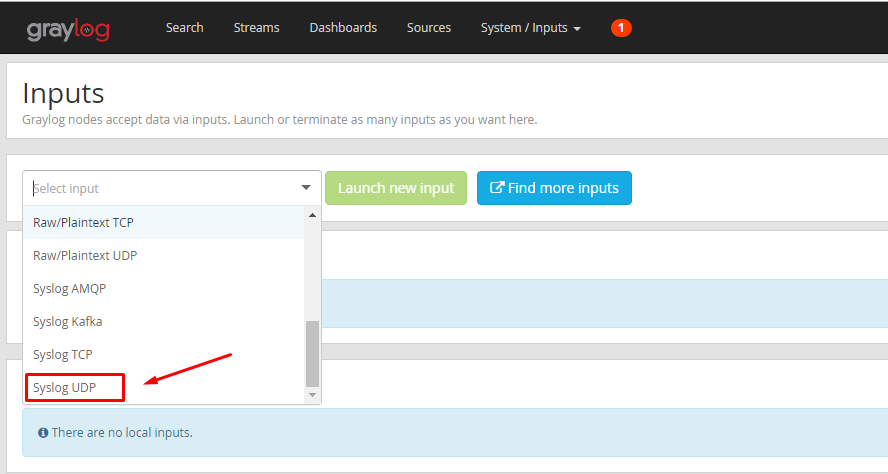 graylog Search Streams Dashboards Sources System / Inputs 1
Inputs
Graylog nodes accept data via inputs. Launch or terminate as many inputs as you want here.
Select input Launch new input Find more inputs
Raw/Plaintext TCP
Raw/Plaintext UDP
Syslog AMQP
Syslog Kafka
Syslog TCP
Syslog UDP
There are no local inputs.